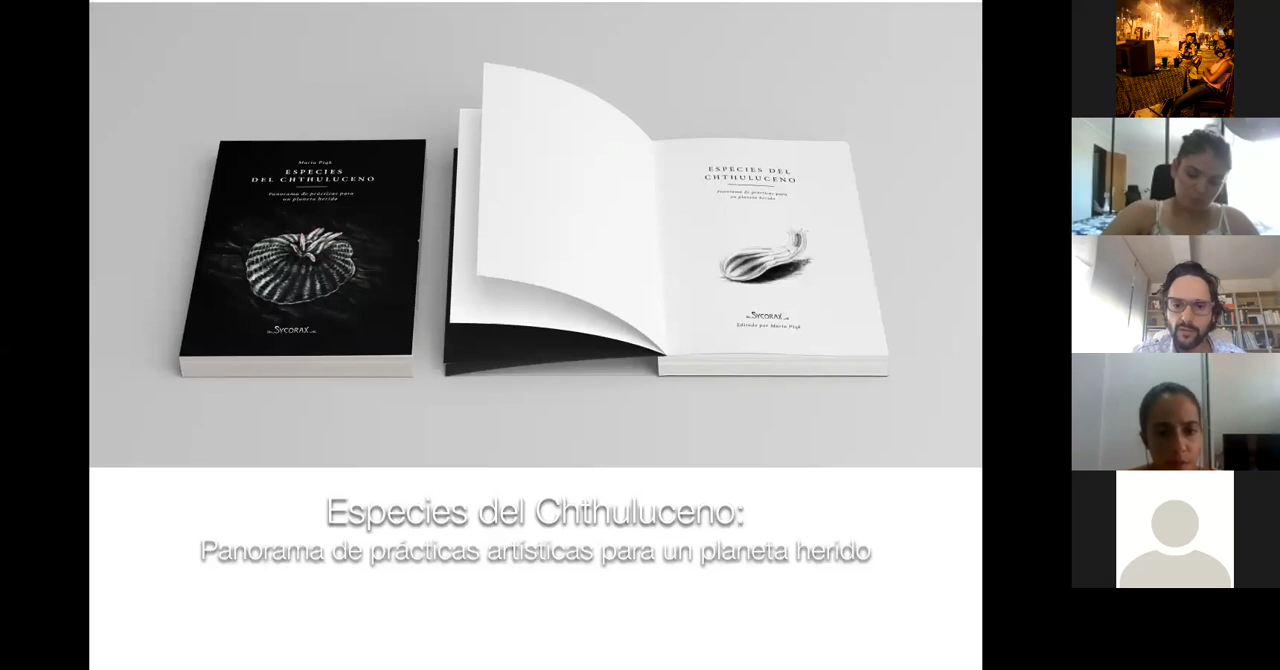 Maria Ptqk
ESPECIES
DEL CHTHULUCENO
Panorama de prácticas para
un planeta herido
SYCORAX
ESPECIES DEL
CHTHULUCENO
Panorama de prácticas para
un planeta herido
SYCORAX
Editado por Maria Ptqk
Especies del Chthuluceno:
Panorama de prácticas artísticas para un planeta herido